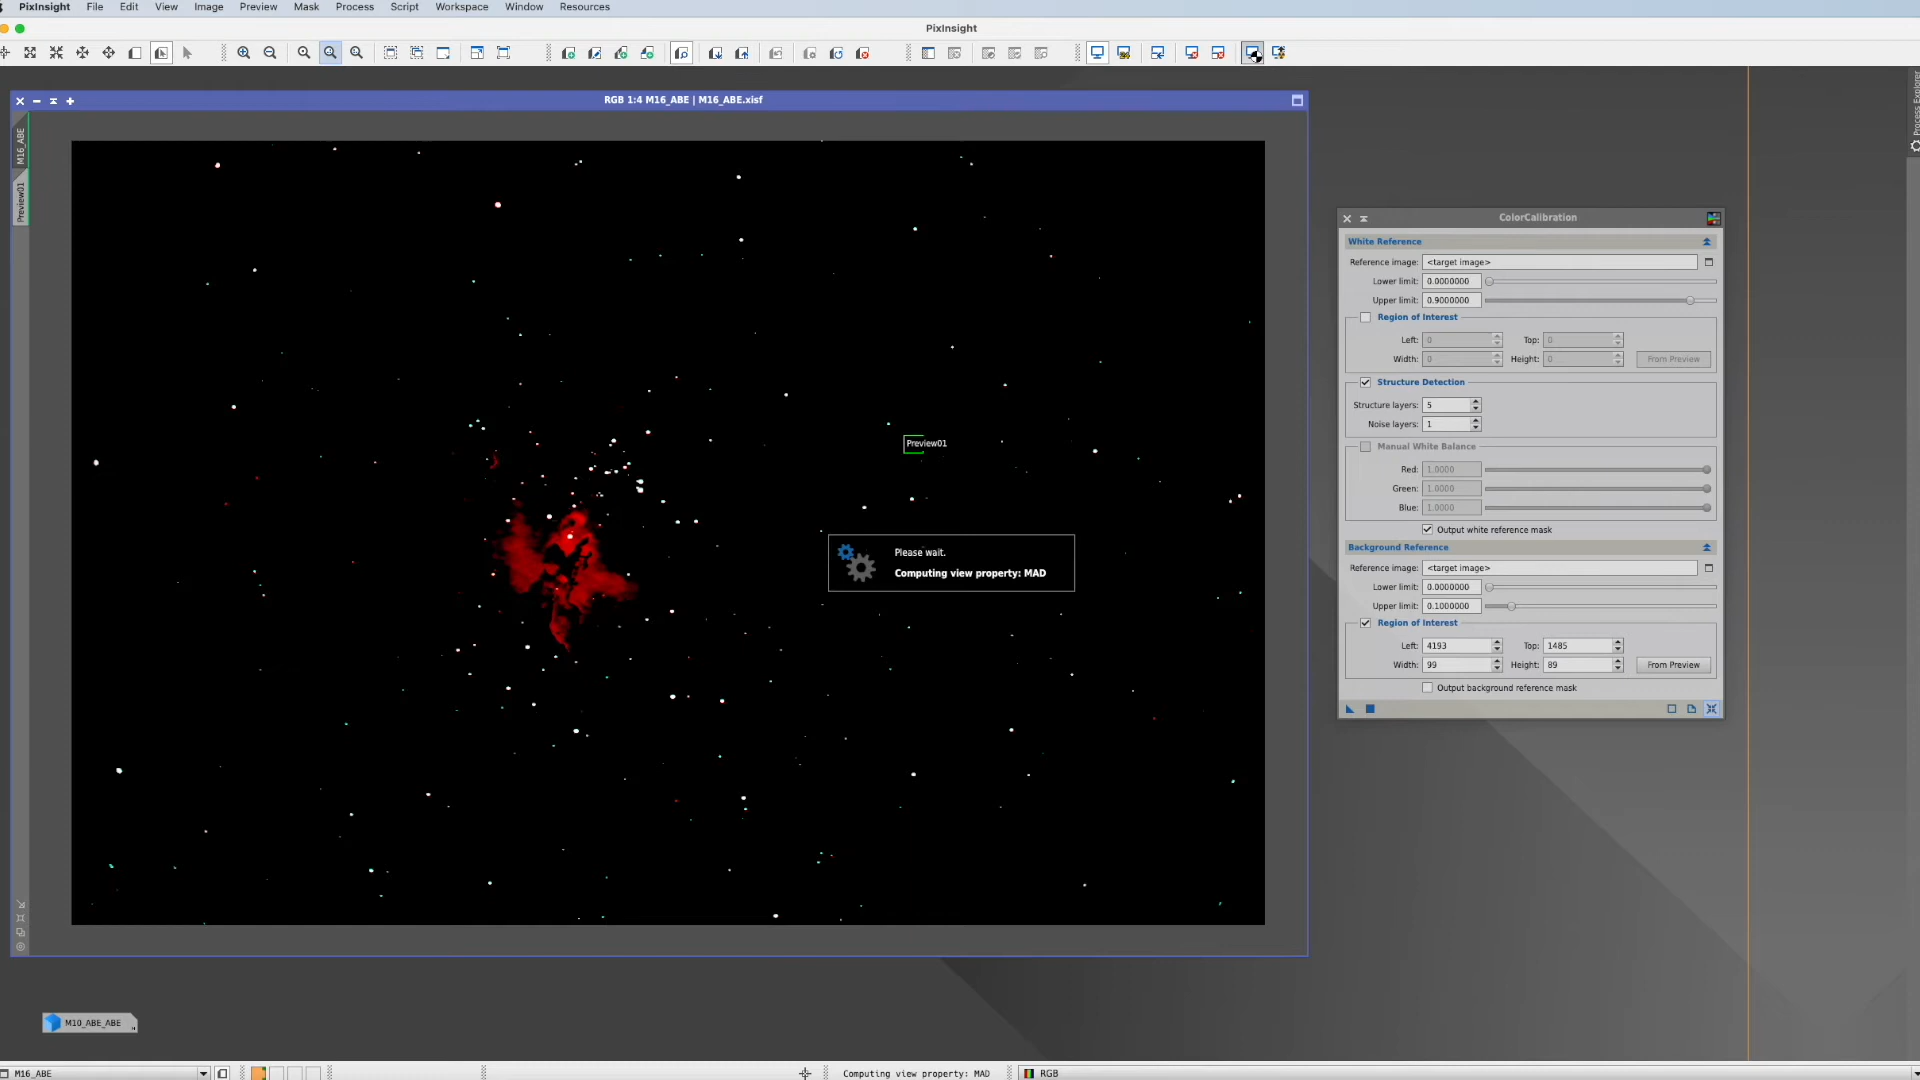 PixInsight File Edit View Image Preview Mask Process Script Workspace Window Resources
PixInsight
RGB 1:4 M16_ABE | M16_ABE.xisf
M16_ABE
Preview01
Preview01
Please wait.
Computing view property: MAD
Process Explorer
ColorCalibration
White Reference
Reference image: <target image>
Lower limit: 0.0000000
Upper limit: 0.9000000
Region of Interest
Left: 0 Top: 0
Width: 0 Height: 0 From Preview
Structure Detection
Structure layers: 5
Noise layers: 1
Manual White Balance
Red: 1.0000
Green: 1.0000
Blue: 1.0000
Output white reference mask
Background Reference
Reference image: <target image>
Lower limit: 0.0000000
Upper limit: 0.1000000
Region of Interest
Left: 4193 Top: 1485
Width: 99 Height: 89 From Preview
Output background reference mask
M10_ABE_ABE
M16_ABE Computing view property: MAD RGB